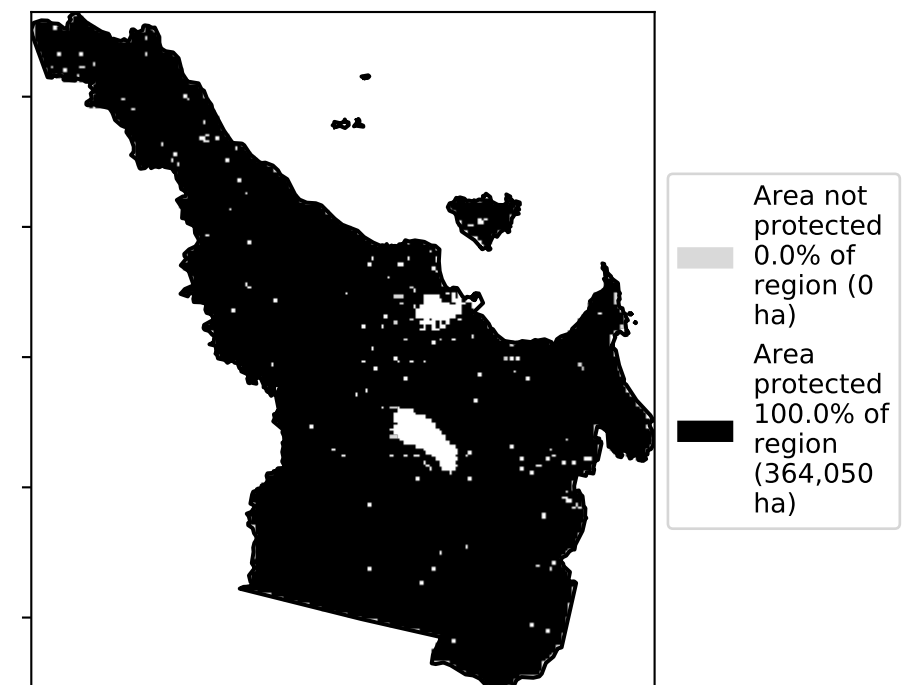 Area not
protected
0.0% of
region (0
ha)
Area
protected
100.0% of
region
(364,050
ha)